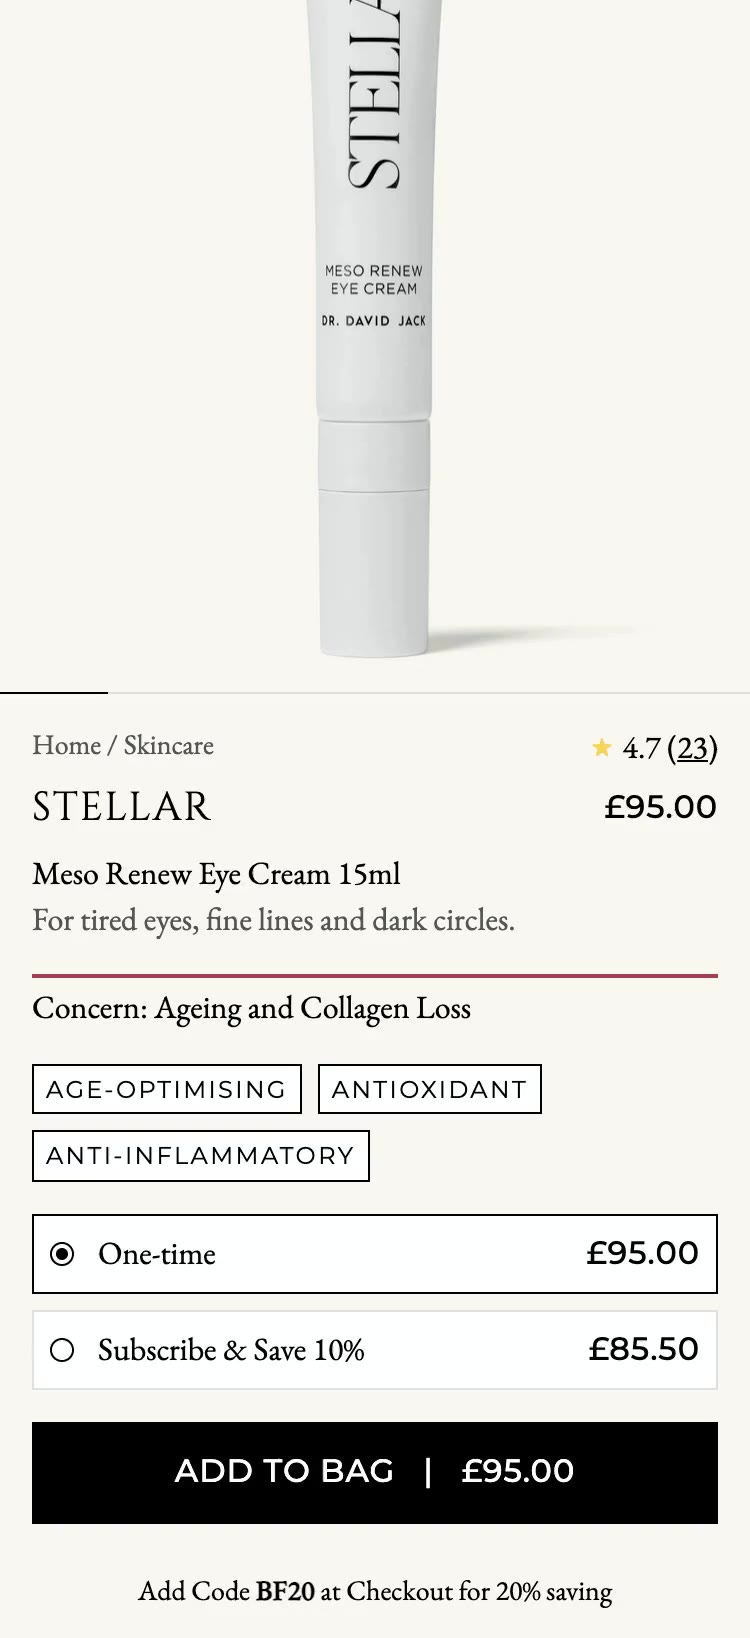 STELLA
MESO RENEW
EYE CREAM
DR. DAVID JACK
Home / Skincare
4.7 (23)
STELLAR
£95.00
Meso Renew Eye Cream 15ml
For tired eyes, fine lines and dark circles.
Concern: Ageing and Collagen Loss
AGE-OPTIMISING
ANTIOXIDANT
ANTI-INFLAMMATORY
One-time £95.00
Subscribe & Save 10% £85.50
ADD TO BAG | £95.00
Add Code BF20 at Checkout for 20% saving